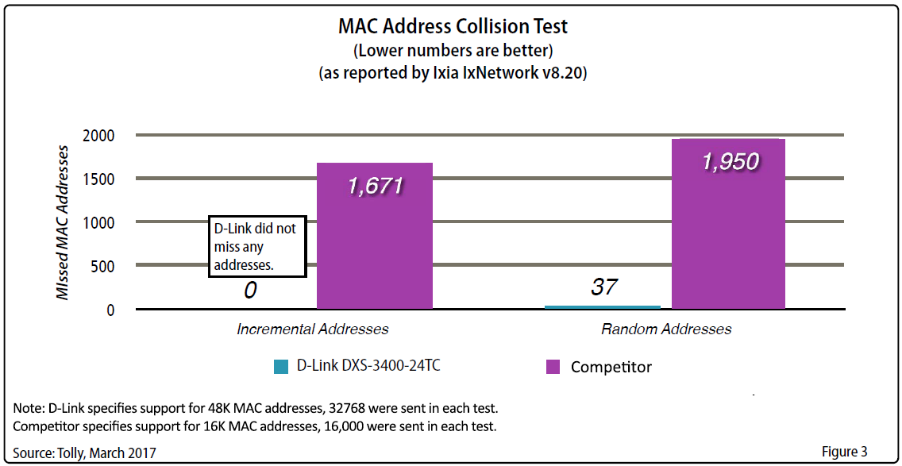 MAC Address Collision Test
(Lower numbers are better)
(as reported by Ixia IxNetwork v8.20)
MIssed MAC Addresses
2000
1500
1000
500
0
1,671
1,950
D-Link did not
miss any
addresses.
0
37
Incremental Addresses
Random Addresses
D-Link DXS-3400-24TC
Competitor
Note: D-Link specifies support for 48K MAC addresses, 32768 were sent in each test.
Competitor specifies support for 16K MAC addresses, 16,000 were sent in each test.
Source: Tolly, March 2017
Figure 3